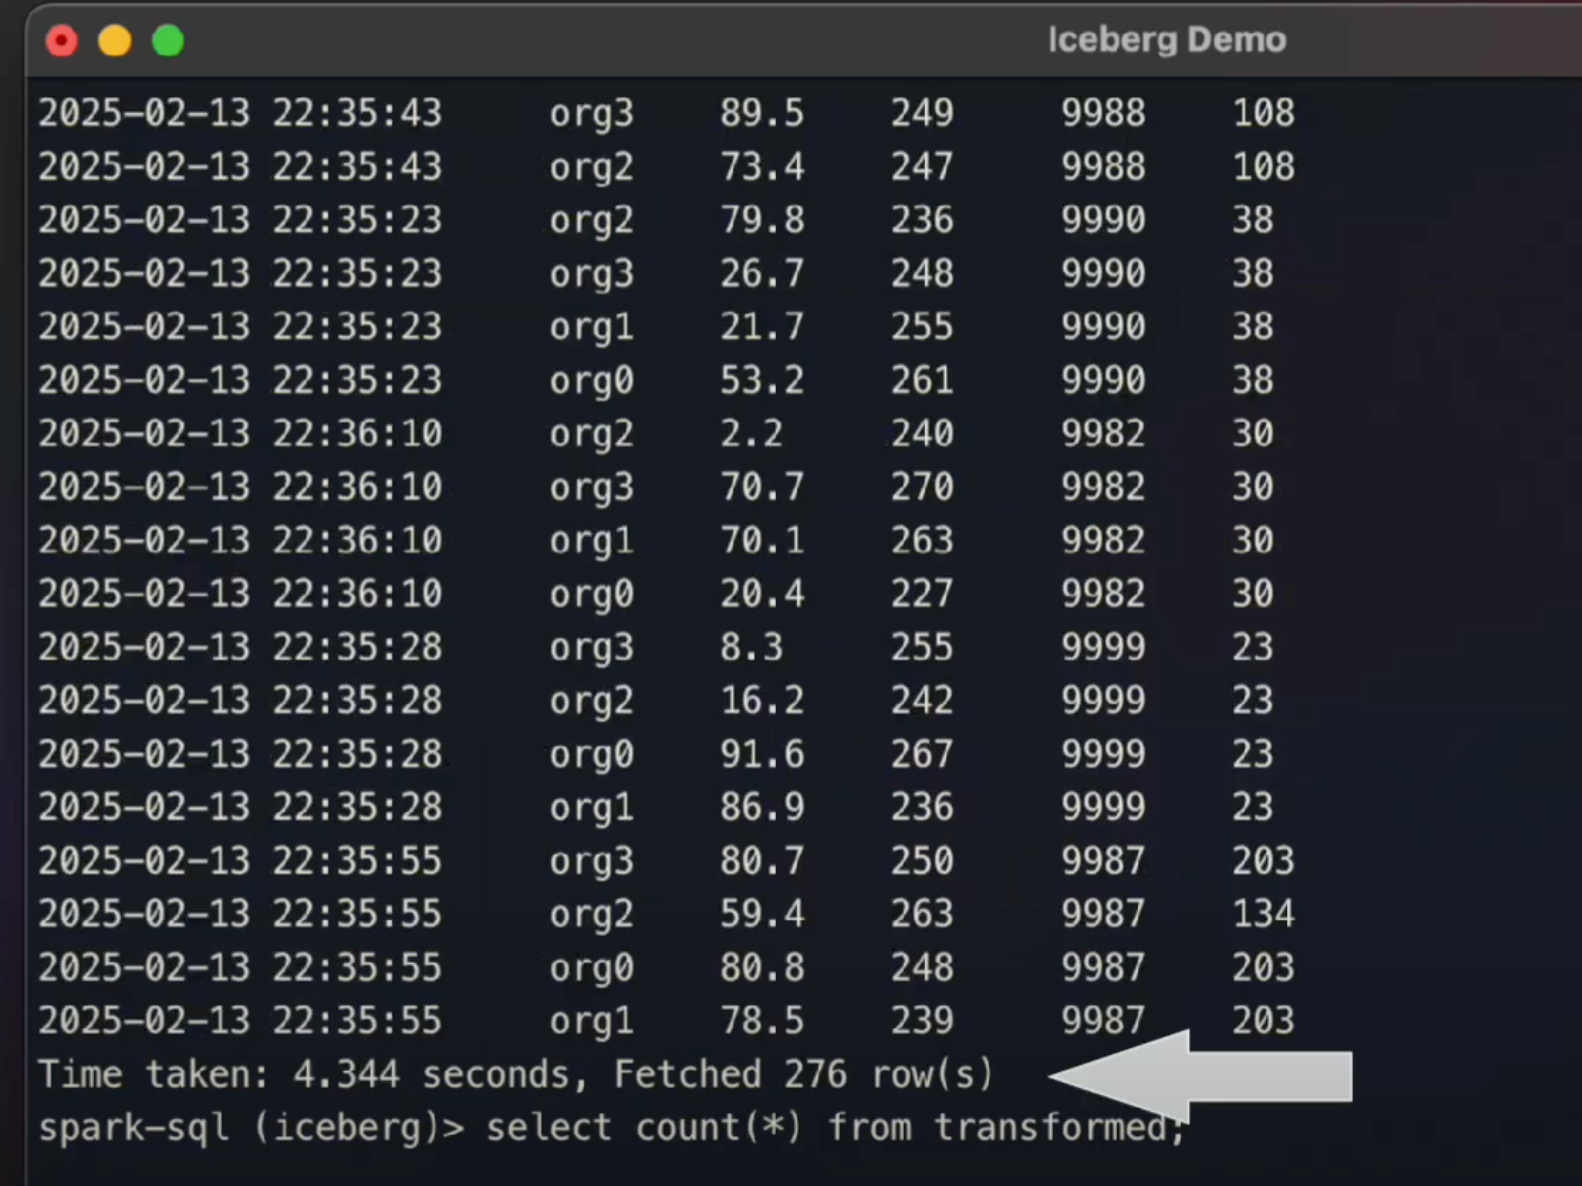 Iceberg Demo
2025-02-13 22:35:43 org3 89.5 249 9988 108
2025-02-13 22:35:43 org2 73.4 247 9988 108
2025-02-13 22:35:23 org2 79.8 236 9990 38
2025-02-13 22:35:23 org3 26.7 248 9990 38
2025-02-13 22:35:23 org1 21.7 255 9990 38
2025-02-13 22:35:23 org0 53.2 261 9990 38
2025-02-13 22:36:10 org2 2.2 240 9982 30
2025-02-13 22:36:10 org3 70.7 270 9982 30
2025-02-13 22:36:10 org1 70.1 263 9982 30
2025-02-13 22:36:10 org0 20.4 227 9982 30
2025-02-13 22:35:28 org3 8.3 255 9999 23
2025-02-13 22:35:28 org2 16.2 242 9999 23
2025-02-13 22:35:28 org0 91.6 267 9999 23
2025-02-13 22:35:28 org1 86.9 236 9999 23
2025-02-13 22:35:55 org3 80.7 250 9987 203
2025-02-13 22:35:55 org2 59.4 263 9987 134
2025-02-13 22:35:55 org0 80.8 248 9987 203
2025-02-13 22:35:55 org1 78.5 239 9987 203
Time taken: 4.344 seconds, Fetched 276 row(s)
spark-sql (iceberg)> select count(*) from transformed;